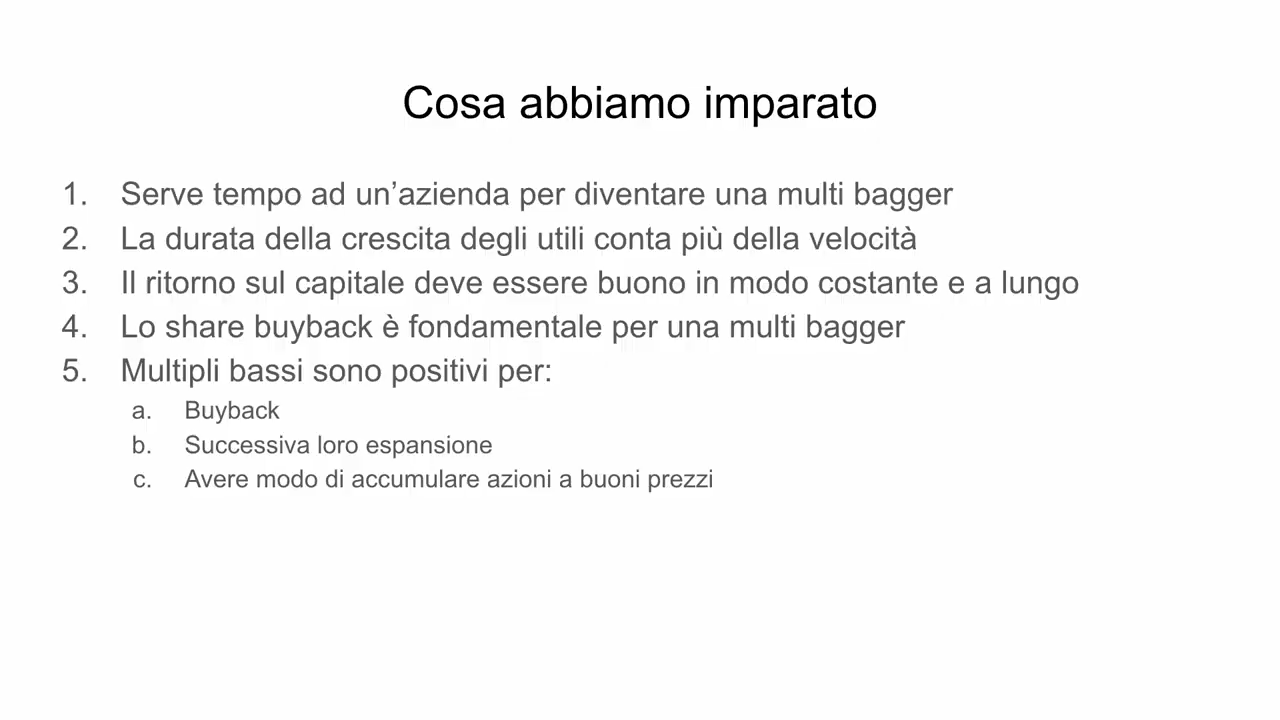 Cosa abbiamo imparato
1. Serve tempo ad un’azienda per diventare una multi bagger
2. La durata della crescita degli utili conta più della velocità
3. Il ritorno sul capitale deve essere buono in modo costante e a lungo
4. Lo share buyback è fondamentale per una multi bagger
5. Multipli bassi sono positivi per:
a. Buyback
b. Successiva loro espansione
c. Avere modo di accumulare azioni a buoni prezzi